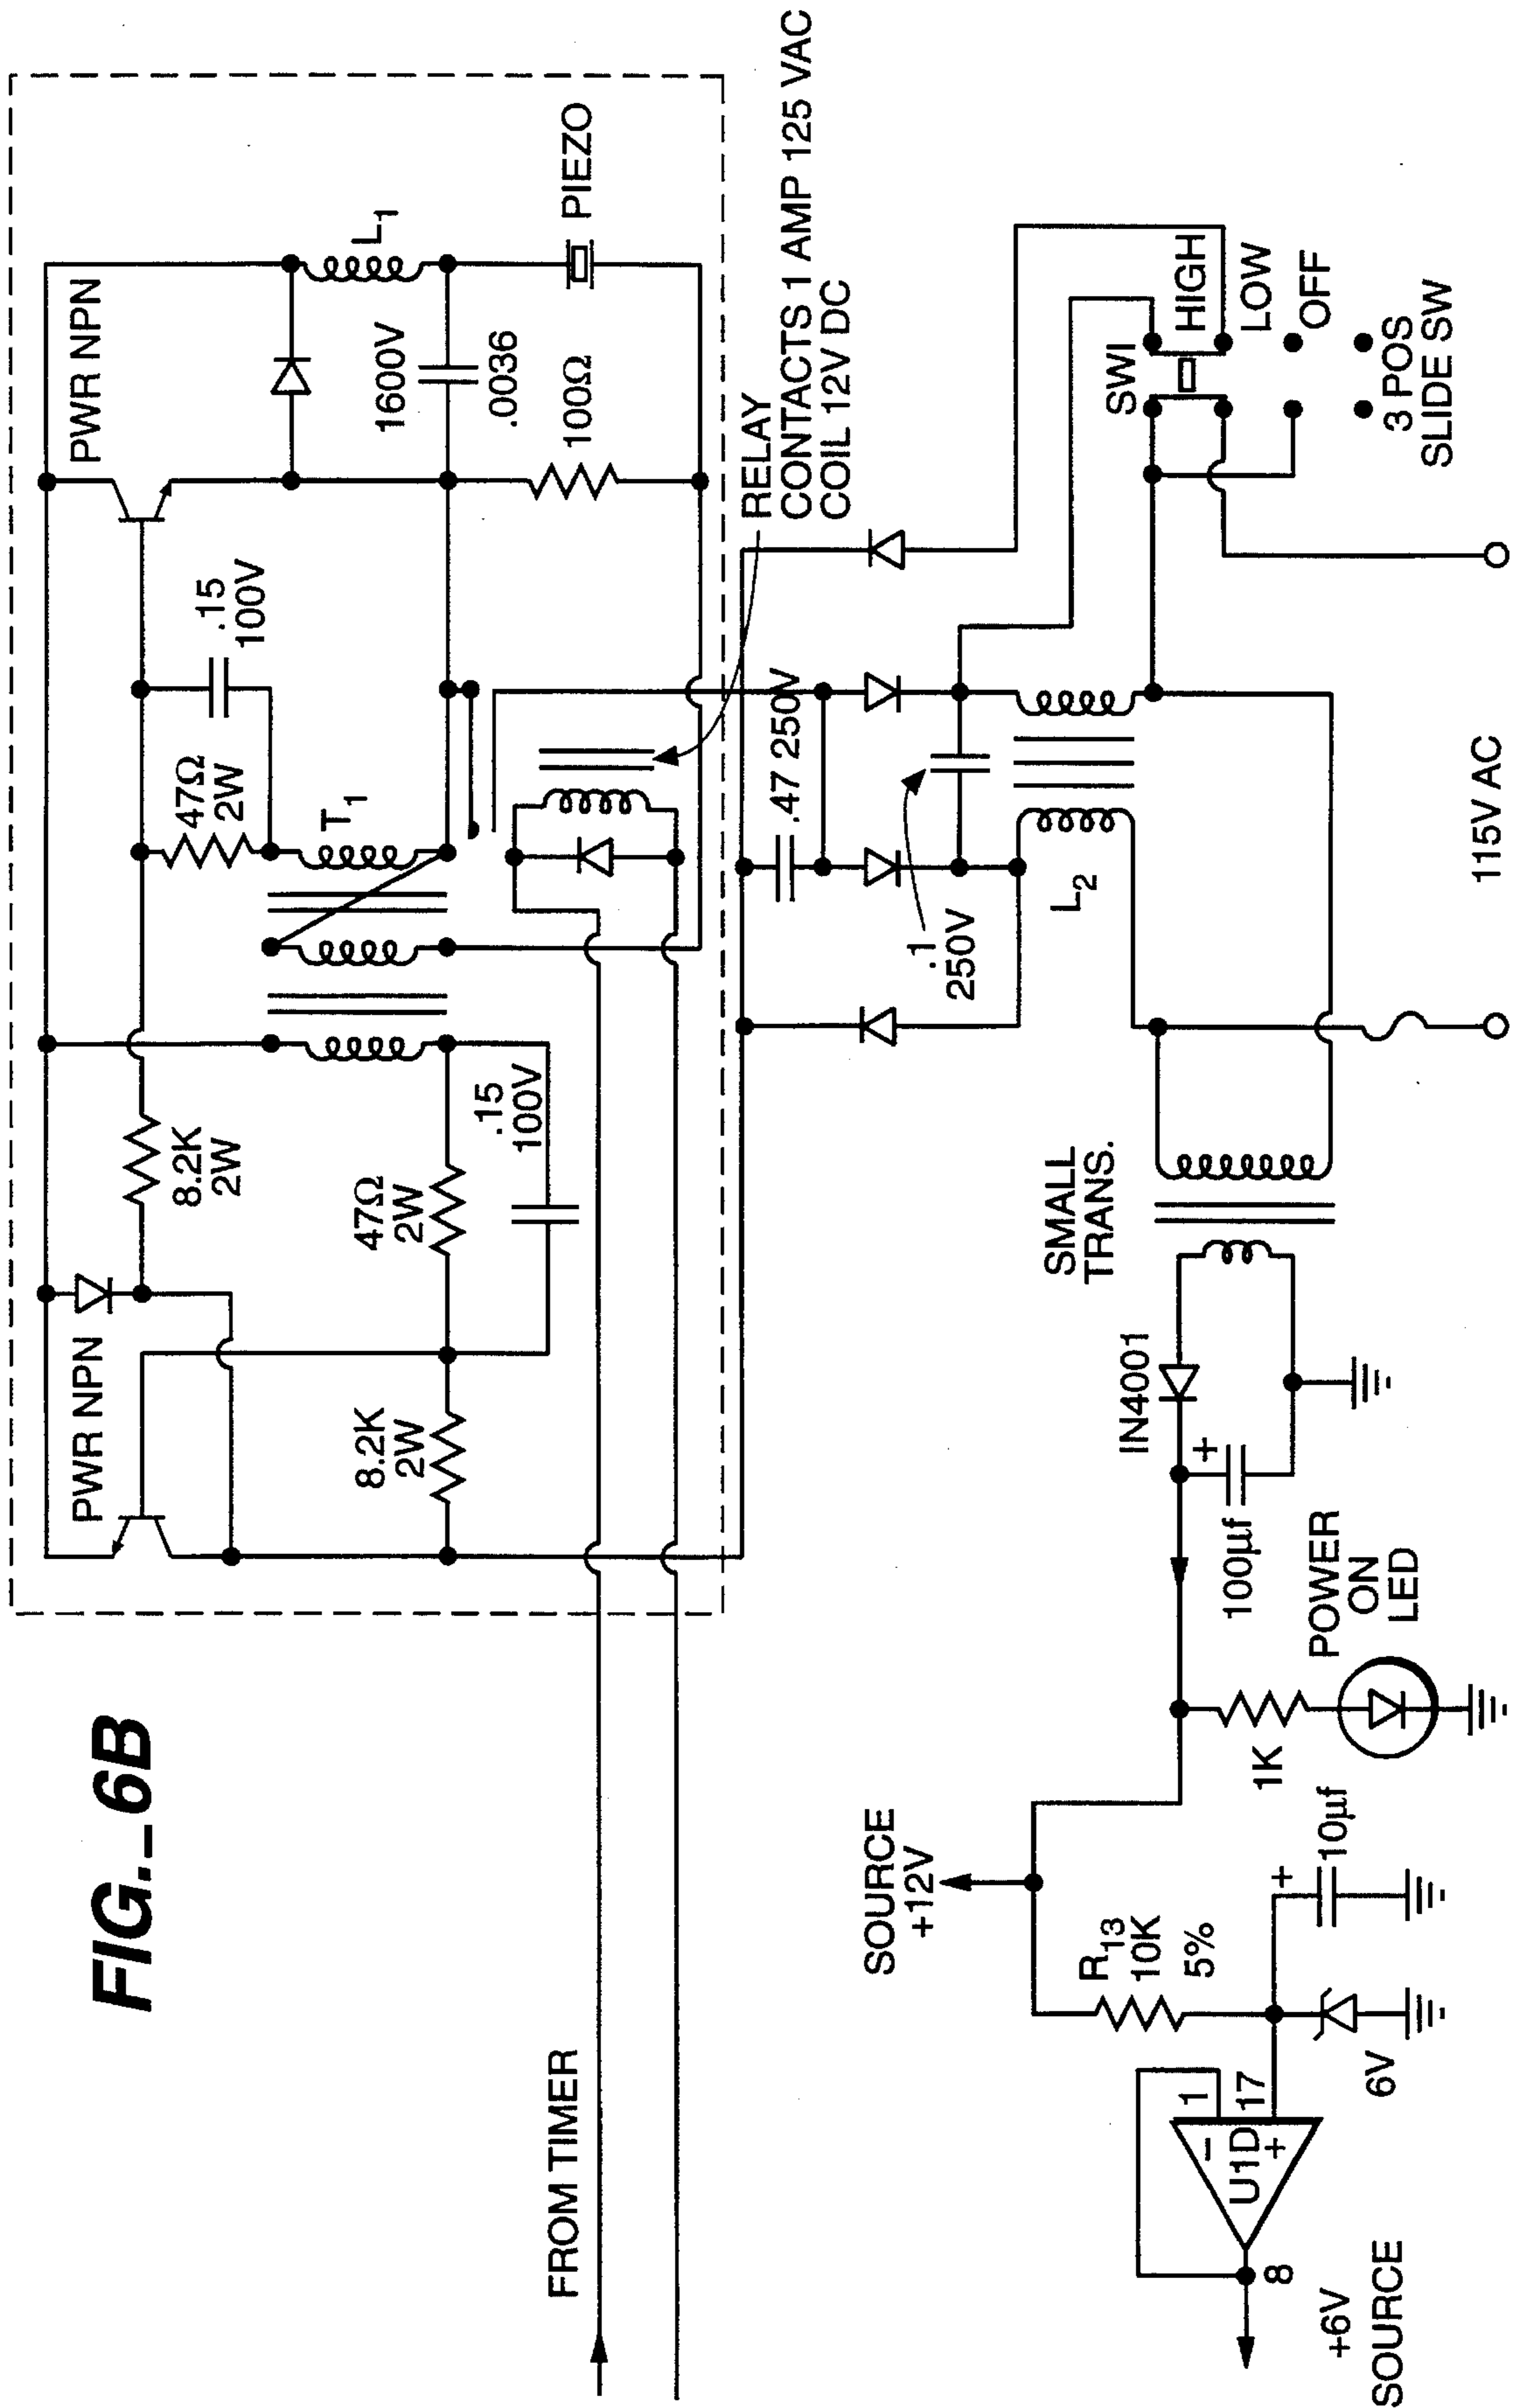 FIG._6B
PWR NPN
8.2K
2W
47Ω
2W
.15
100V
8.2K
2W
T1
47Ω
2W
.15
100V
PWR NPN
1600V
.0036
L1
100Ω
PIEZO
RELAY
CONTACTS 1 AMP 125 VAC
COIL 12V DC
FROM TIMER
.47 250V
.1
250V
L2
SWI
HIGH
LOW
OFF
3 POS
SLIDE SW
115V AC
SMALL
TRANS.
IN4001
+
100µf
POWER
ON
LED
1K
SOURCE
+12V
R13
10K
5%
+
10µf
6V
1
17
−
U1D
+
8
+6V
SOURCE